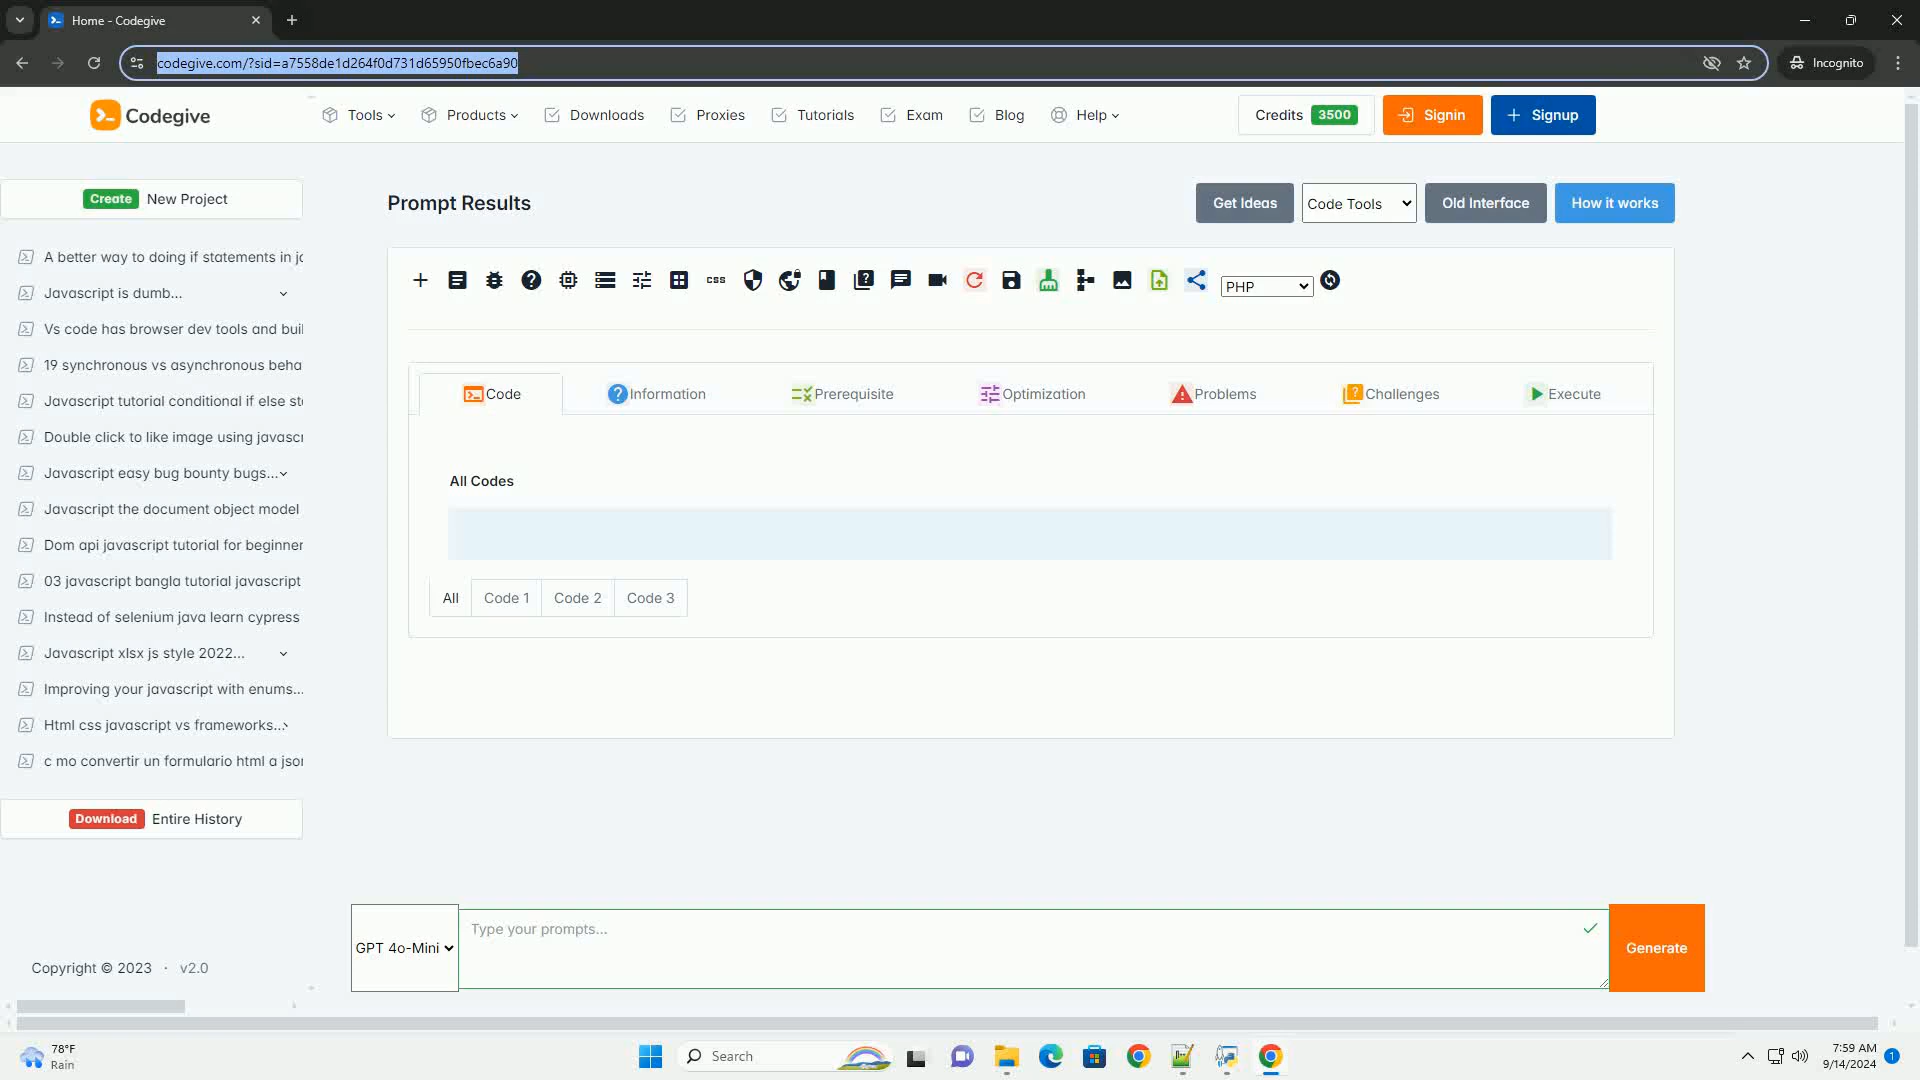 Home - Codegive
codegive.com/?sid=a7558de1d264f0d731d65950fbec6a90
Incognito
Codegive
Tools
Products
Downloads
Proxies
Tutorials
Exam
Blog
Help
Credits 3500
Signin
Signup
Create New Project
Prompt Results
Get Ideas
Code Tools
Old Interface
How it works
A better way to doing if statements in jc
Javascript is dumb...
Vs code has browser dev tools and buil
19 synchronous vs asynchronous beha
Javascript tutorial conditional if else sto
Double click to like image using javascr
Javascript easy bug bounty bugs...
Javascript the document object model
Dom api javascript tutorial for beginner
03 javascript bangla tutorial javascript
Instead of selenium java learn cypress
Javascript xlsx js style 2022...
Improving your javascript with enums...
Html css javascript vs frameworks...
c mo convertir un formulario html a jsor
Download Entire History
css
PHP
Code
Information
Prerequisite
Optimization
Problems
Challenges
Execute
All Codes
All
Code 1
Code 2
Code 3
GPT 4o-Mini
Type your prompts...
Generate
Copyright © 2023 · v2.0
78°F
Rain
Search
7:59 AM
9/14/2024
1